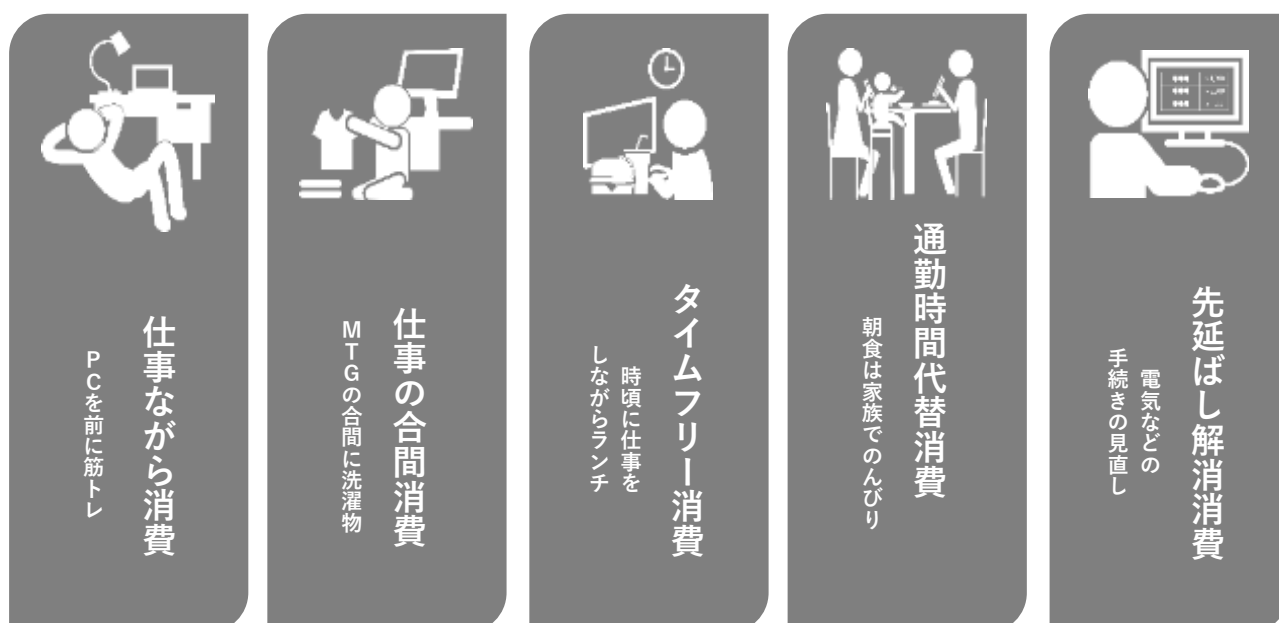 仕事ながら消費
PCを前に筋トレ
仕事の合間消費
MTGの合間に洗濯物
タイムフリー消費
時頃に仕事を
しながらランチ
通勤時間代替消費
朝食は家族でのんびり
先延ばし解消消費
電気などの
手続きの見直し